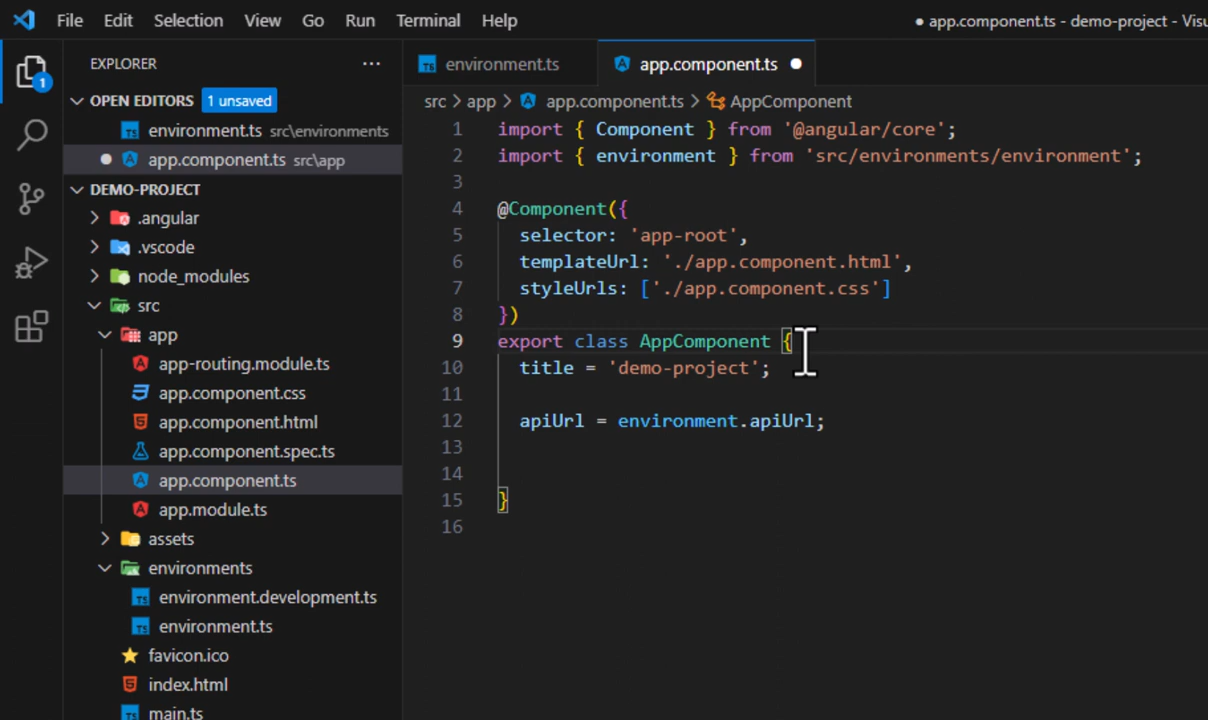 File Edit Selection View Go Run Terminal Help
● app.component.ts - demo-project - Visu
EXPLORER
1
OPEN EDITORS 1 unsaved
environment.ts src\environments
app.component.ts src\app
DEMO-PROJECT
.angular
.vscode
node_modules
src
app
app-routing.module.ts
app.component.css
app.component.html
app.component.spec.ts
app.component.ts
app.module.ts
assets
environments
environment.development.ts
environment.ts
favicon.ico
index.html
main.ts
environment.ts app.component.ts
src > app > app.component.ts > AppComponent
1 import { Component } from '@angular/core';
2 import { environment } from 'src/environments/environment';
3
4 @Component({
5 selector: 'app-root',
6 templateUrl: './app.component.html',
7 styleUrls: ['./app.component.css']
8 })
9 export class AppComponent {
10 title = 'demo-project';
11
12 apiUrl = environment.apiUrl;
13
14
15 }
16